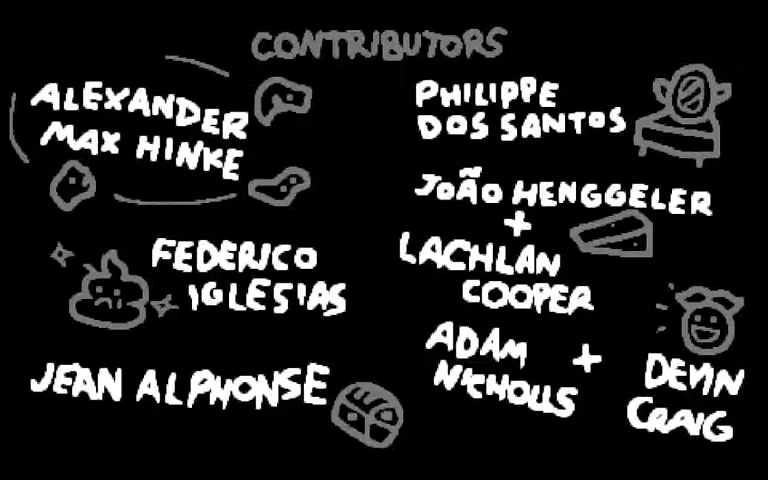 CONTRIBUTORS
ALEXANDER
MAX HINKE
FEDERICO
IGLESIAS
JEAN ALPHONSE
PHILIPPE
DOS SANTOS
JOÃO HENGGELER
+
LACHLAN
COOPER
ADAM
NICHOLLS
+
DEVIN
CRAIG